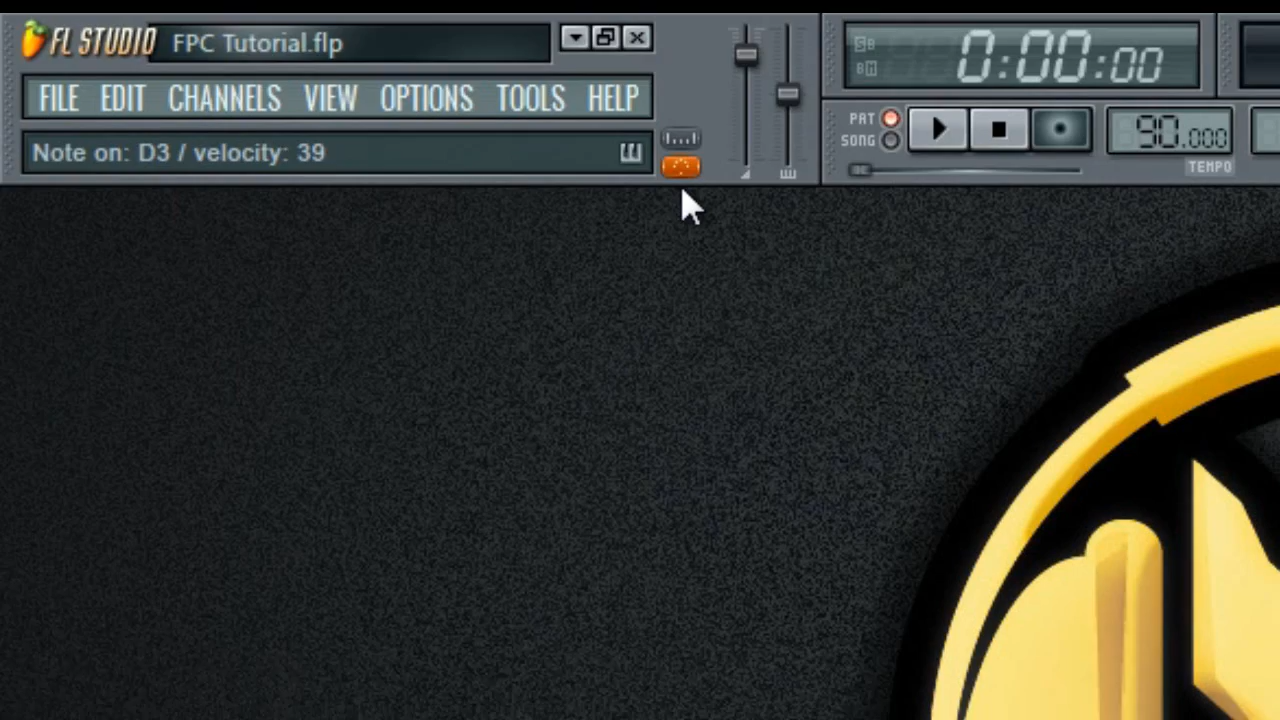 FL STUDIO FPC Tutorial.flp
FILE EDIT CHANNELS VIEW OPTIONS TOOLS HELP
Note on: D3 / velocity: 39
0:00:00
PAT
SONG
90.000
TEMPO